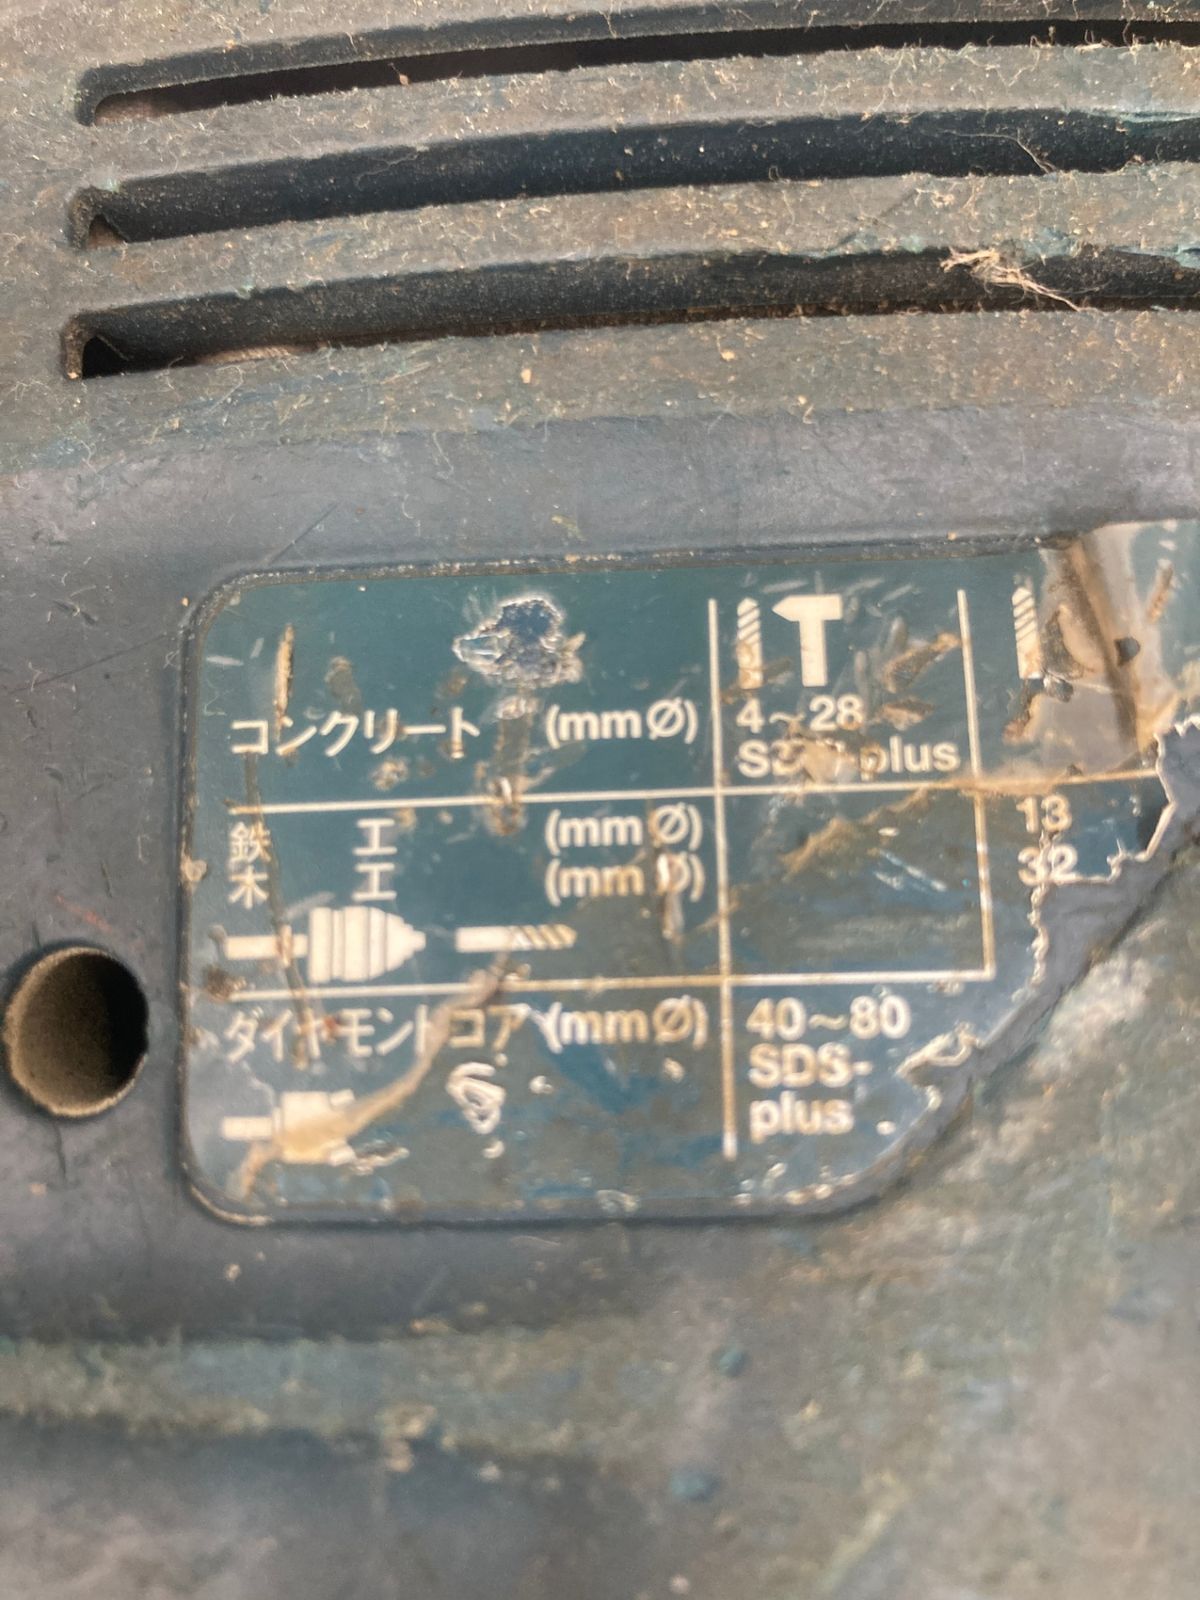 コンクリート (mmØ) 4~28
plus
鉄 工 (mmØ) 13
木 工 (mmØ) 32
ダイヤモンドコア (mmØ) 40~80
SDS-
plus